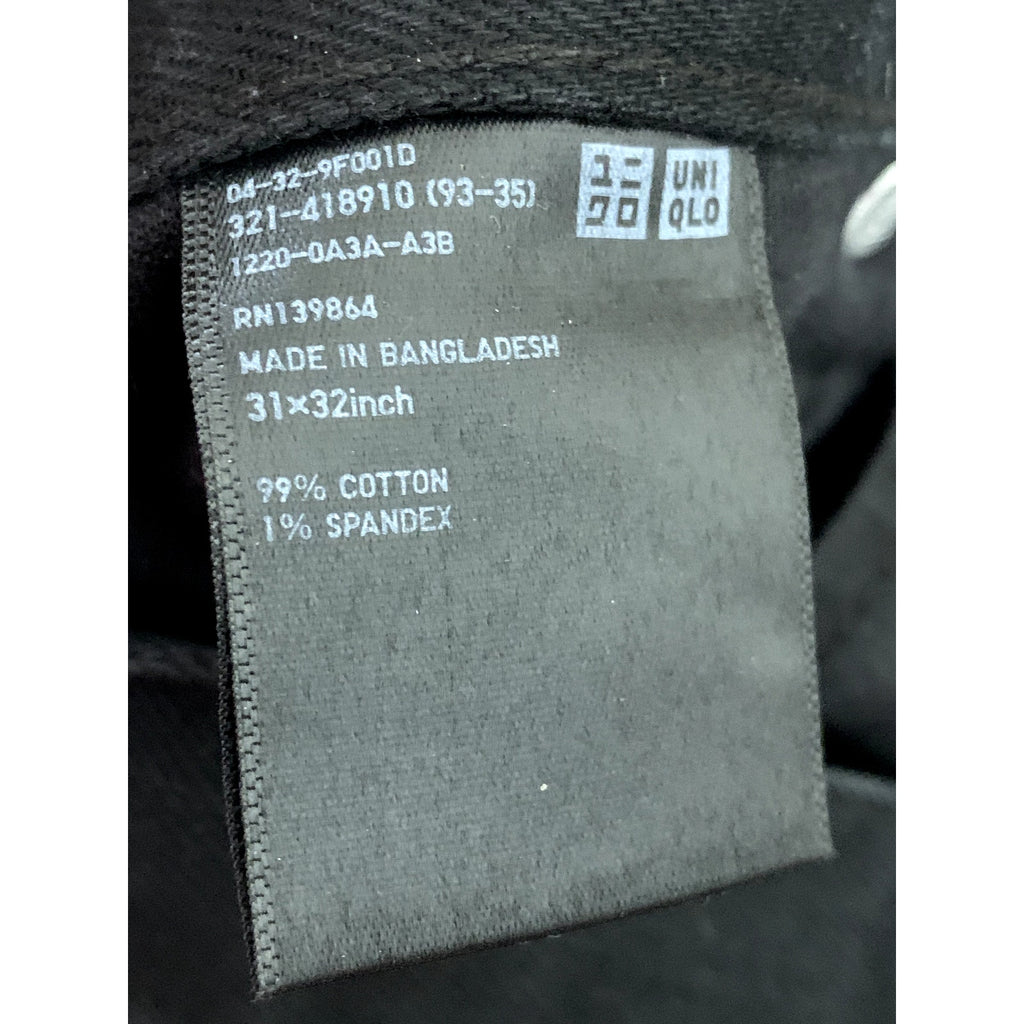 04-32-9F001D
321-418910 (93-35)
1220-0A3A-A3B
ユニ
クロ
UNI
QLO
RN139864
MADE IN BANGLADESH
31×32inch
99% COTTON
1% SPANDEX